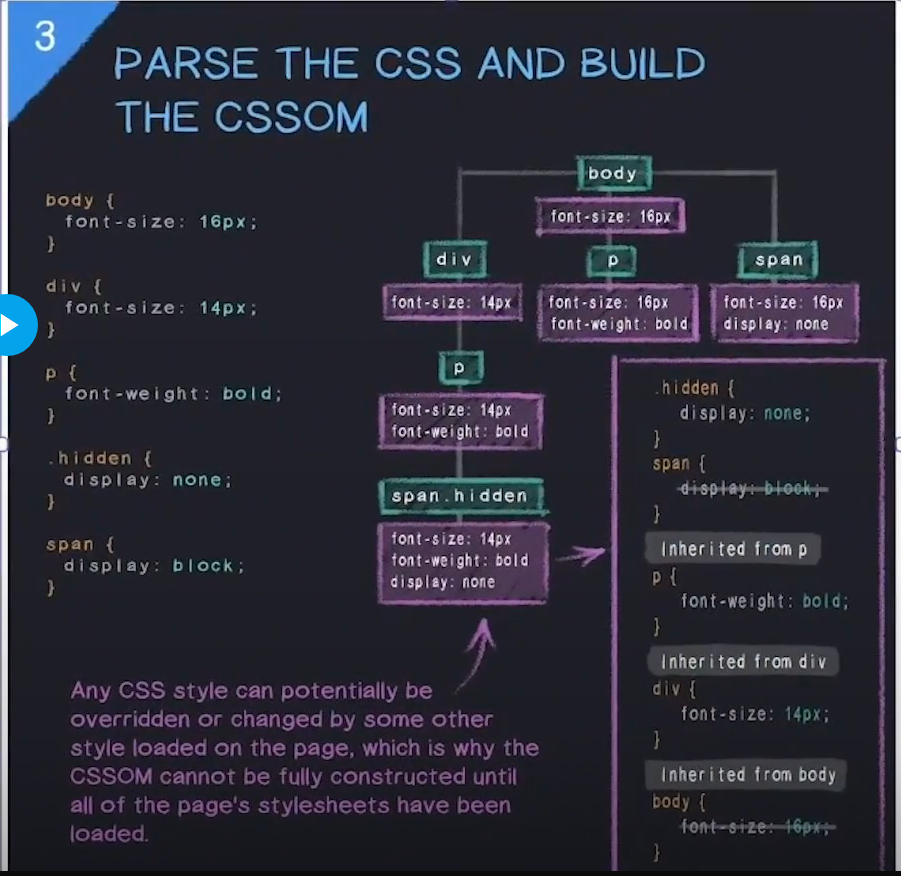 3
PARSE THE CSS AND BUILD
THE CSSOM
body {
font-size: 16px;
}
div {
font-size: 14px;
}
p {
font-weight: bold;
}
.hidden {
display: none;
}
span {
display: block;
}
body
font-size: 16px
div
font-size: 14px
p
font-size: 16px
font-weight: bold
span
font-size: 16px
display: none
p
font-size: 14px
font-weight: bold
span.hidden
font-size: 14px
font-weight: bold
display: none
.hidden {
display: none;
}
span {
display: block;
}
Inherited from p
p {
font-weight: bold;
}
Inherited from div
div {
font-size: 14px;
}
Inherited from body
body {
font-size: 16px;
}
Any CSS style can potentially be
overridden or changed by some other
style loaded on the page, which is why the
CSSOM cannot be fully constructed until
all of the page's stylesheets have been
loaded.